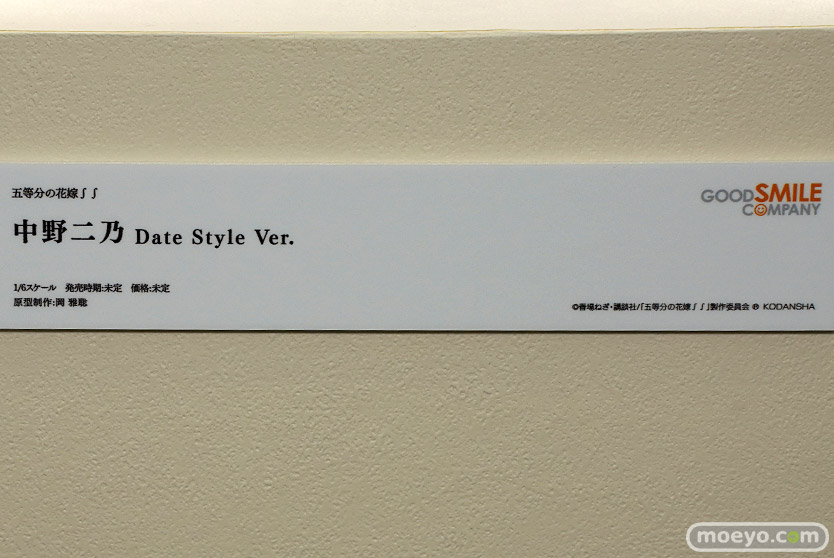 五等分の花嫁∬
中野二乃 Date Style Ver.
1/6スケール 発売時期:未定 価格:未定
原型制作:岡 雅聡
GOOD SMILE
COMPANY
©春場ねぎ・講談社/「五等分の花嫁∬」製作委員会 ℗ KODANSHA
moeyo.com